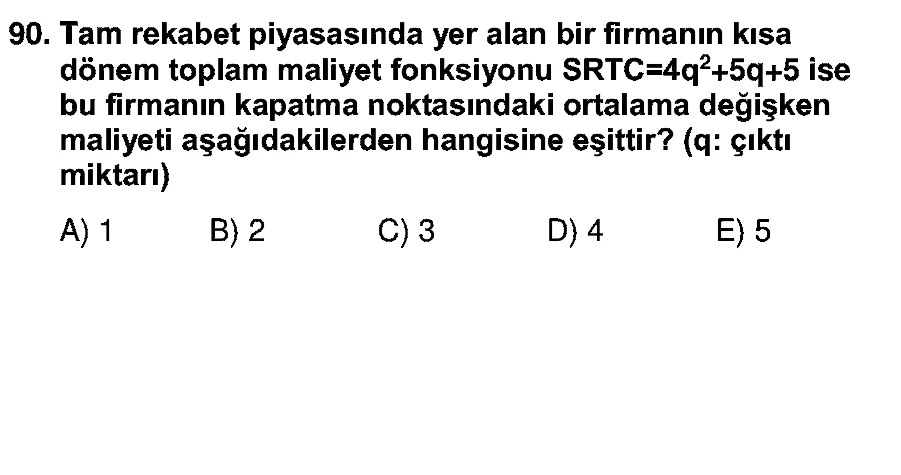 90. Tam rekabet piyasasında yer alan bir firmanın kısa
dönem toplam maliyet fonksiyonu SRTC=4q²+5q+5 ise
bu firmanın kapatma noktasındaki ortalama değişken
maliyeti aşağıdakilerden hangisine eşittir? (q: çıktı
miktarı)
A) 1 B) 2 C) 3 D) 4 E) 5